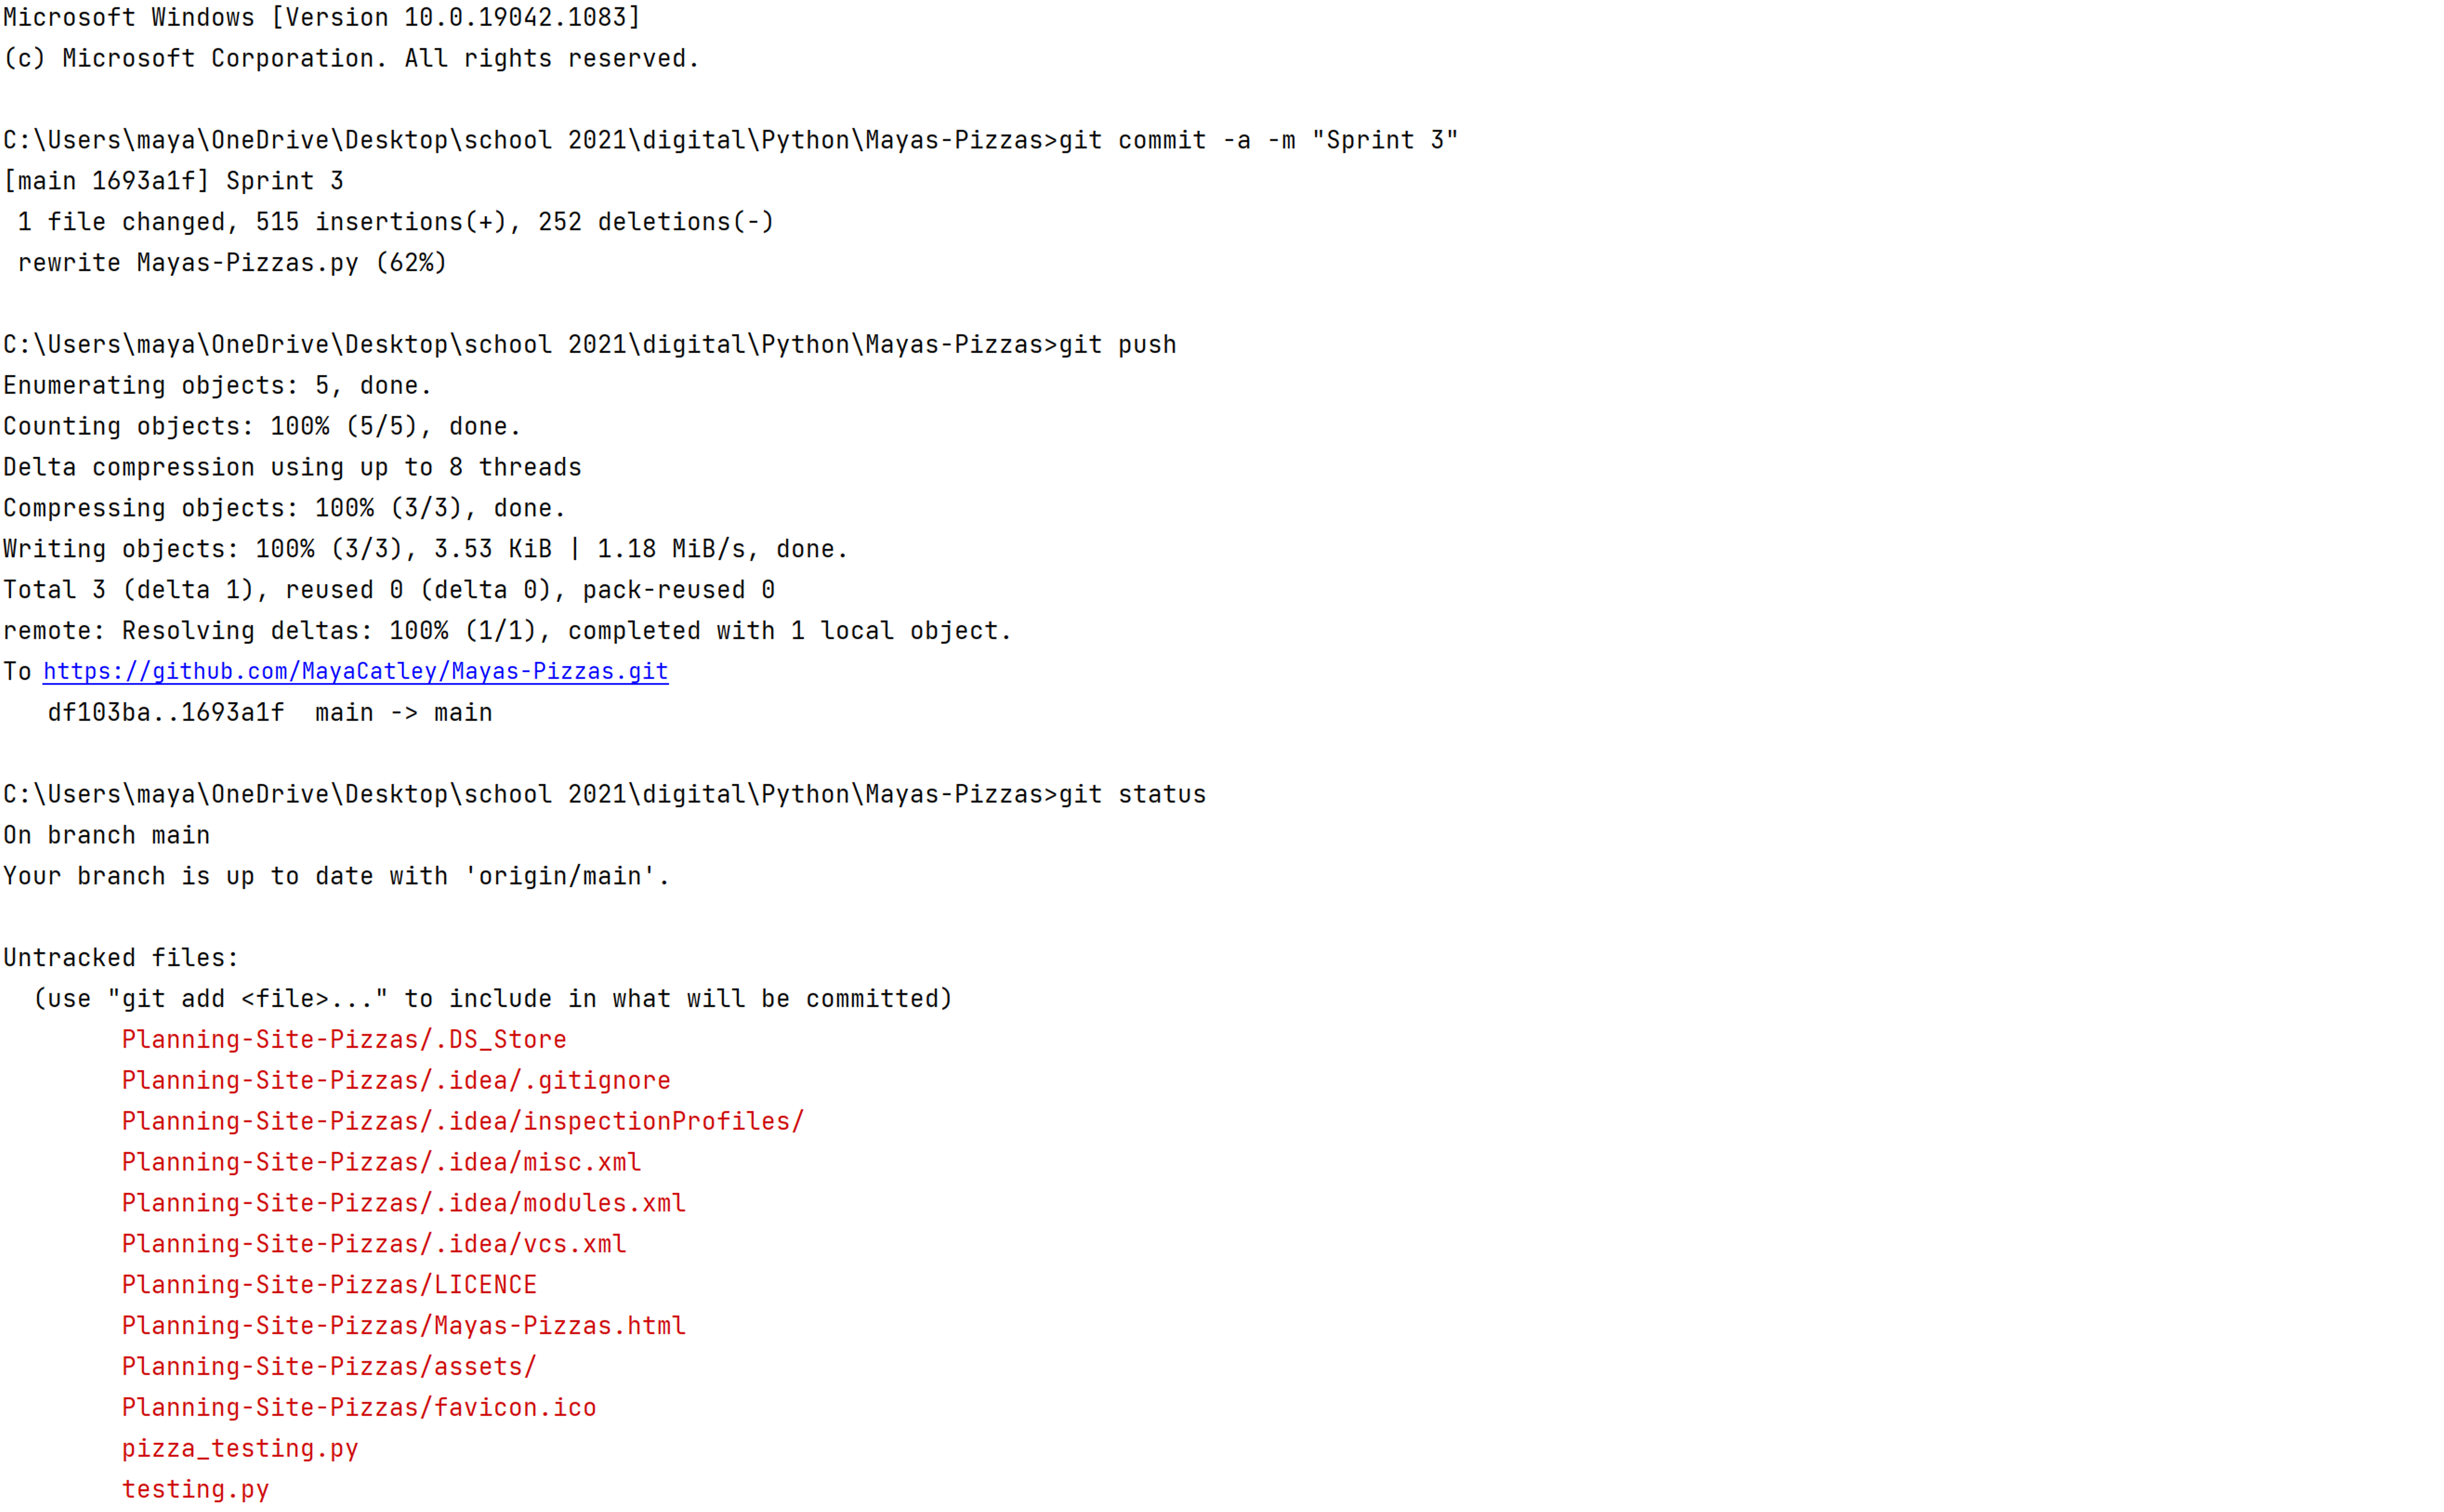 Microsoft Windows [Version 10.0.19042.1083]
(c) Microsoft Corporation. All rights reserved.
C:\Users\maya\OneDrive\Desktop\school 2021\digital\Python\Mayas-Pizzas>git commit -a -m "Sprint 3"
[main 1693a1f] Sprint 3
 1 file changed, 515 insertions(+), 252 deletions(-)
 rewrite Mayas-Pizzas.py (62%)
C:\Users\maya\OneDrive\Desktop\school 2021\digital\Python\Mayas-Pizzas>git push
Enumerating objects: 5, done.
Counting objects: 100% (5/5), done.
Delta compression using up to 8 threads
Compressing objects: 100% (3/3), done.
Writing objects: 100% (3/3), 3.53 KiB | 1.18 MiB/s, done.
Total 3 (delta 1), reused 0 (delta 0), pack-reused 0
remote: Resolving deltas: 100% (1/1), completed with 1 local object.
To https://github.com/MayaCatley/Mayas-Pizzas.git
   df103ba..1693a1f  main -> main
C:\Users\maya\OneDrive\Desktop\school 2021\digital\Python\Mayas-Pizzas>git status
On branch main
Your branch is up to date with 'origin/main'.
Untracked files:
  (use "git add <file>..." to include in what will be committed)
        Planning-Site-Pizzas/.DS_Store
        Planning-Site-Pizzas/.idea/.gitignore
        Planning-Site-Pizzas/.idea/inspectionProfiles/
        Planning-Site-Pizzas/.idea/misc.xml
        Planning-Site-Pizzas/.idea/modules.xml
        Planning-Site-Pizzas/.idea/vcs.xml
        Planning-Site-Pizzas/LICENCE
        Planning-Site-Pizzas/Mayas-Pizzas.html
        Planning-Site-Pizzas/assets/
        Planning-Site-Pizzas/favicon.ico
        pizza_testing.py
        testing.py